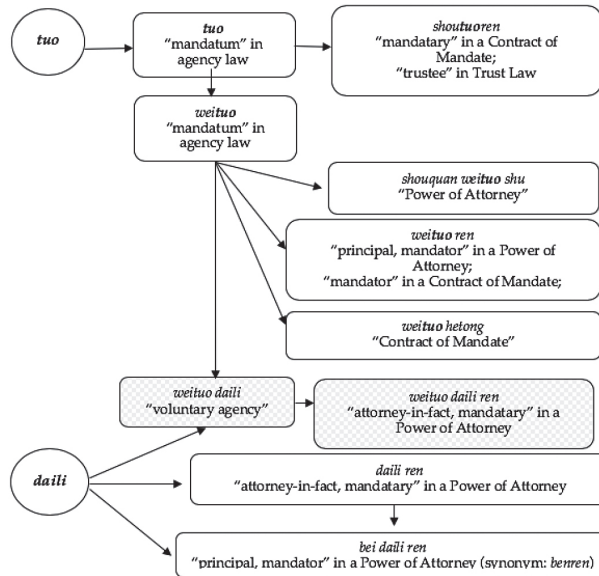 tuo
tuo
“mandatum” in
agency law
shoutuoren
“mandatary” in a Contract of
Mandate;
“trustee” in Trust Law
weituo
“mandatum” in
agency law
shouquan weituo shu
“Power of Attorney”
weituo ren
“principal, mandator” in a Power of
Attorney;
“mandator” in a Contract of Mandate;
weituo hetong
“Contract of Mandate”
weituo daili
“voluntary agency”
weituo daili ren
“attorney-in-fact, mandatary” in a
Power of Attorney
daili
daili ren
“attorney-in-fact, mandatary” in a Power of Attorney
bei daili ren
“principal, mandator” in a Power of Attorney (synonym: benren)